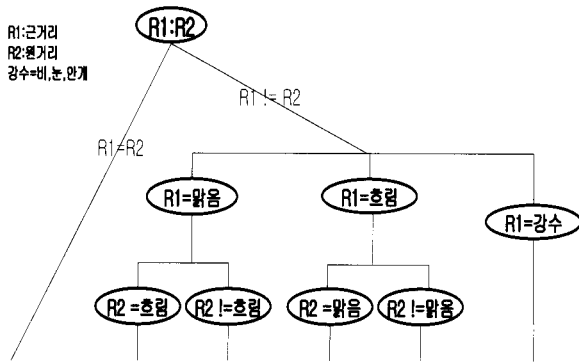 R1:근거리
R2:원거리
강수=비,눈,안개
R1:R2
R1 != R2
R1=R2
R1=맑음
R1=흐림
R1=강수
R2 =흐림
R2 !=흐림
R2 =맑음
R2 !=맑음